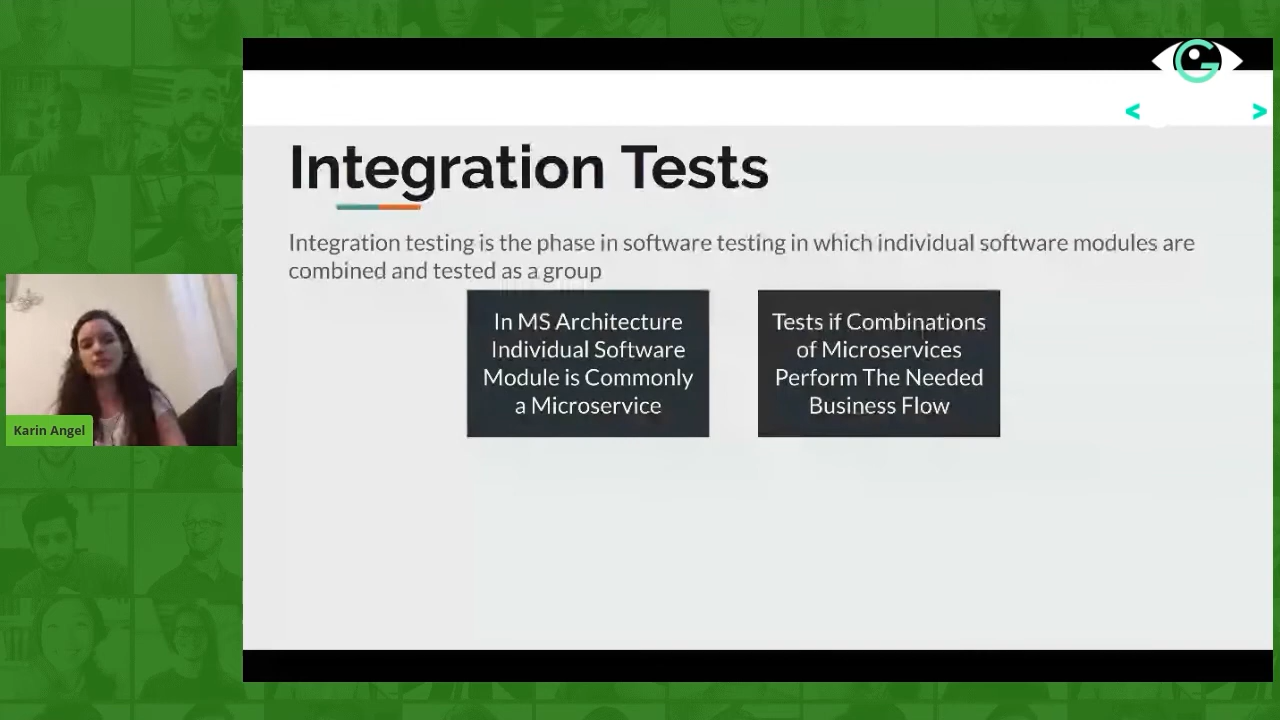 Integration Tests
Integration testing is the phase in software testing in which individual software modules are
combined and tested as a group
In MS Architecture
Individual Software
Module is Commonly
a Microservice
Tests if Combinations
of Microservices
Perform The Needed
Business Flow
Karin Angel
G
< >